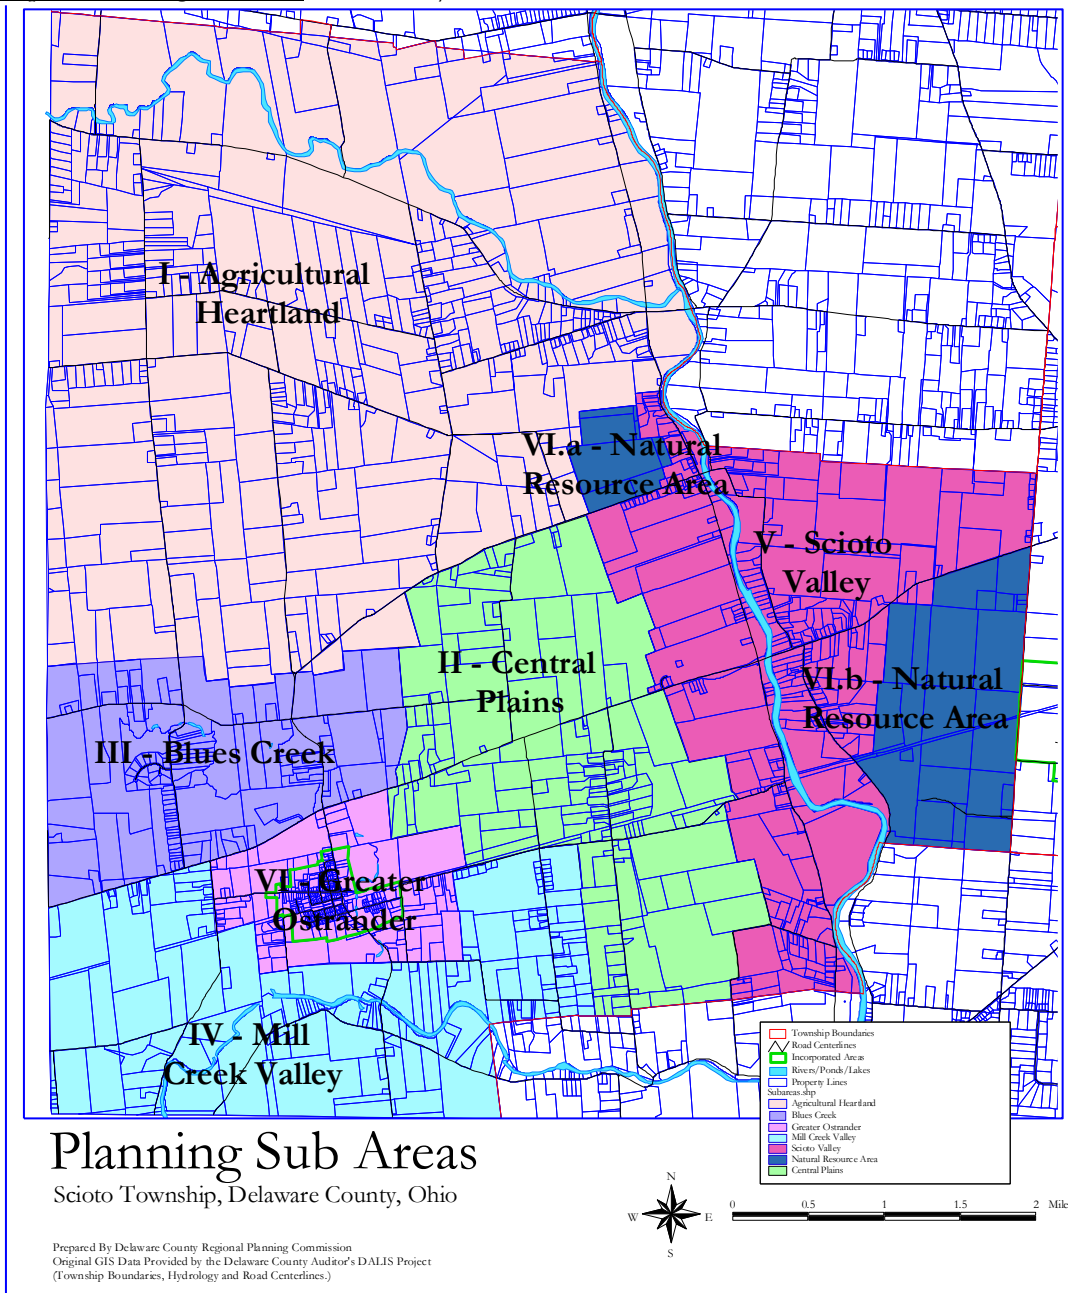 I - Agricultural
Heartland
VI.a - Natural
Resource Area
V - Scioto
Valley
II - Central
Plains
VI.b - Natural
Resource Area
III - Blues Creek
VI - Greater
Ostrander
IV - Mill
Creek Valley
Township Boundaries
Road Centerlines
Incorporated Areas
Rivers/Ponds/Lakes
Property Lines
Subareas.shp
Agricultural Heartland
Blues Creek
Greater Ostrander
Mill Creek Valley
Scioto Valley
Natural Resource Area
Central Plains
Planning Sub Areas
Scioto Township, Delaware County, Ohio
N
W E
S
0 0.5 1 1.5 2 Mile
Prepared By Delaware County Regional Planning Commission
Original GIS Data Provided by the Delaware County Auditor's DALIS Project
(Township Boundaries, Hydrology and Road Centerlines.)